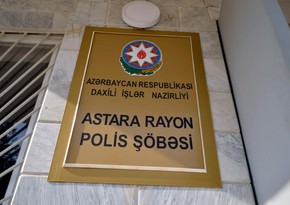 AZƏRBAYCAN RESPUBLİKASI
DAXİLİ İŞLƏR NAZİRLİYİ
ASTARA RAYON
POLİS ŞÖBƏSİ